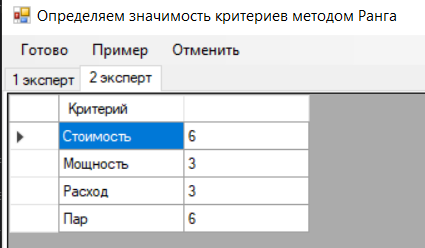 Определяем значимость критериев методом Ранга
Готово Пример Отменить
1 эксперт 2 эксперт
Критерий
Стоимость 6
Мощность 3
Расход 3
Пар 6